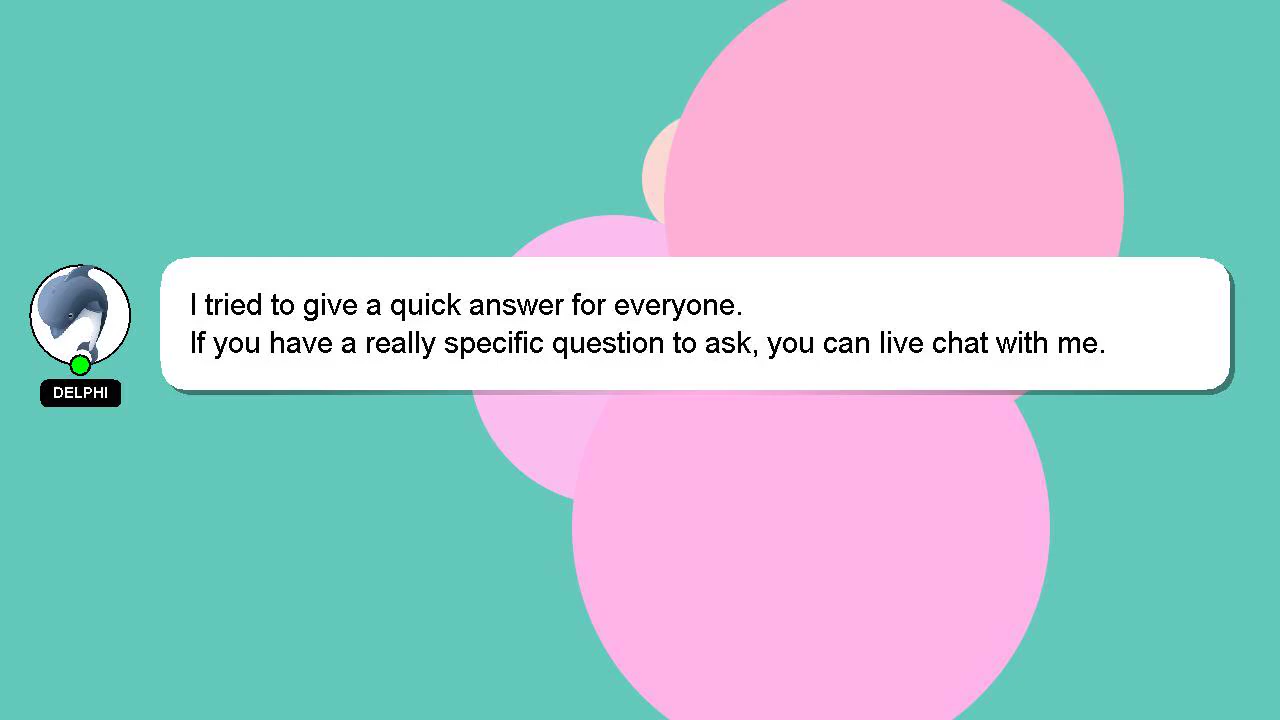 I tried to give a quick answer for everyone.
If you have a really specific question to ask, you can live chat with me.
DELPHI